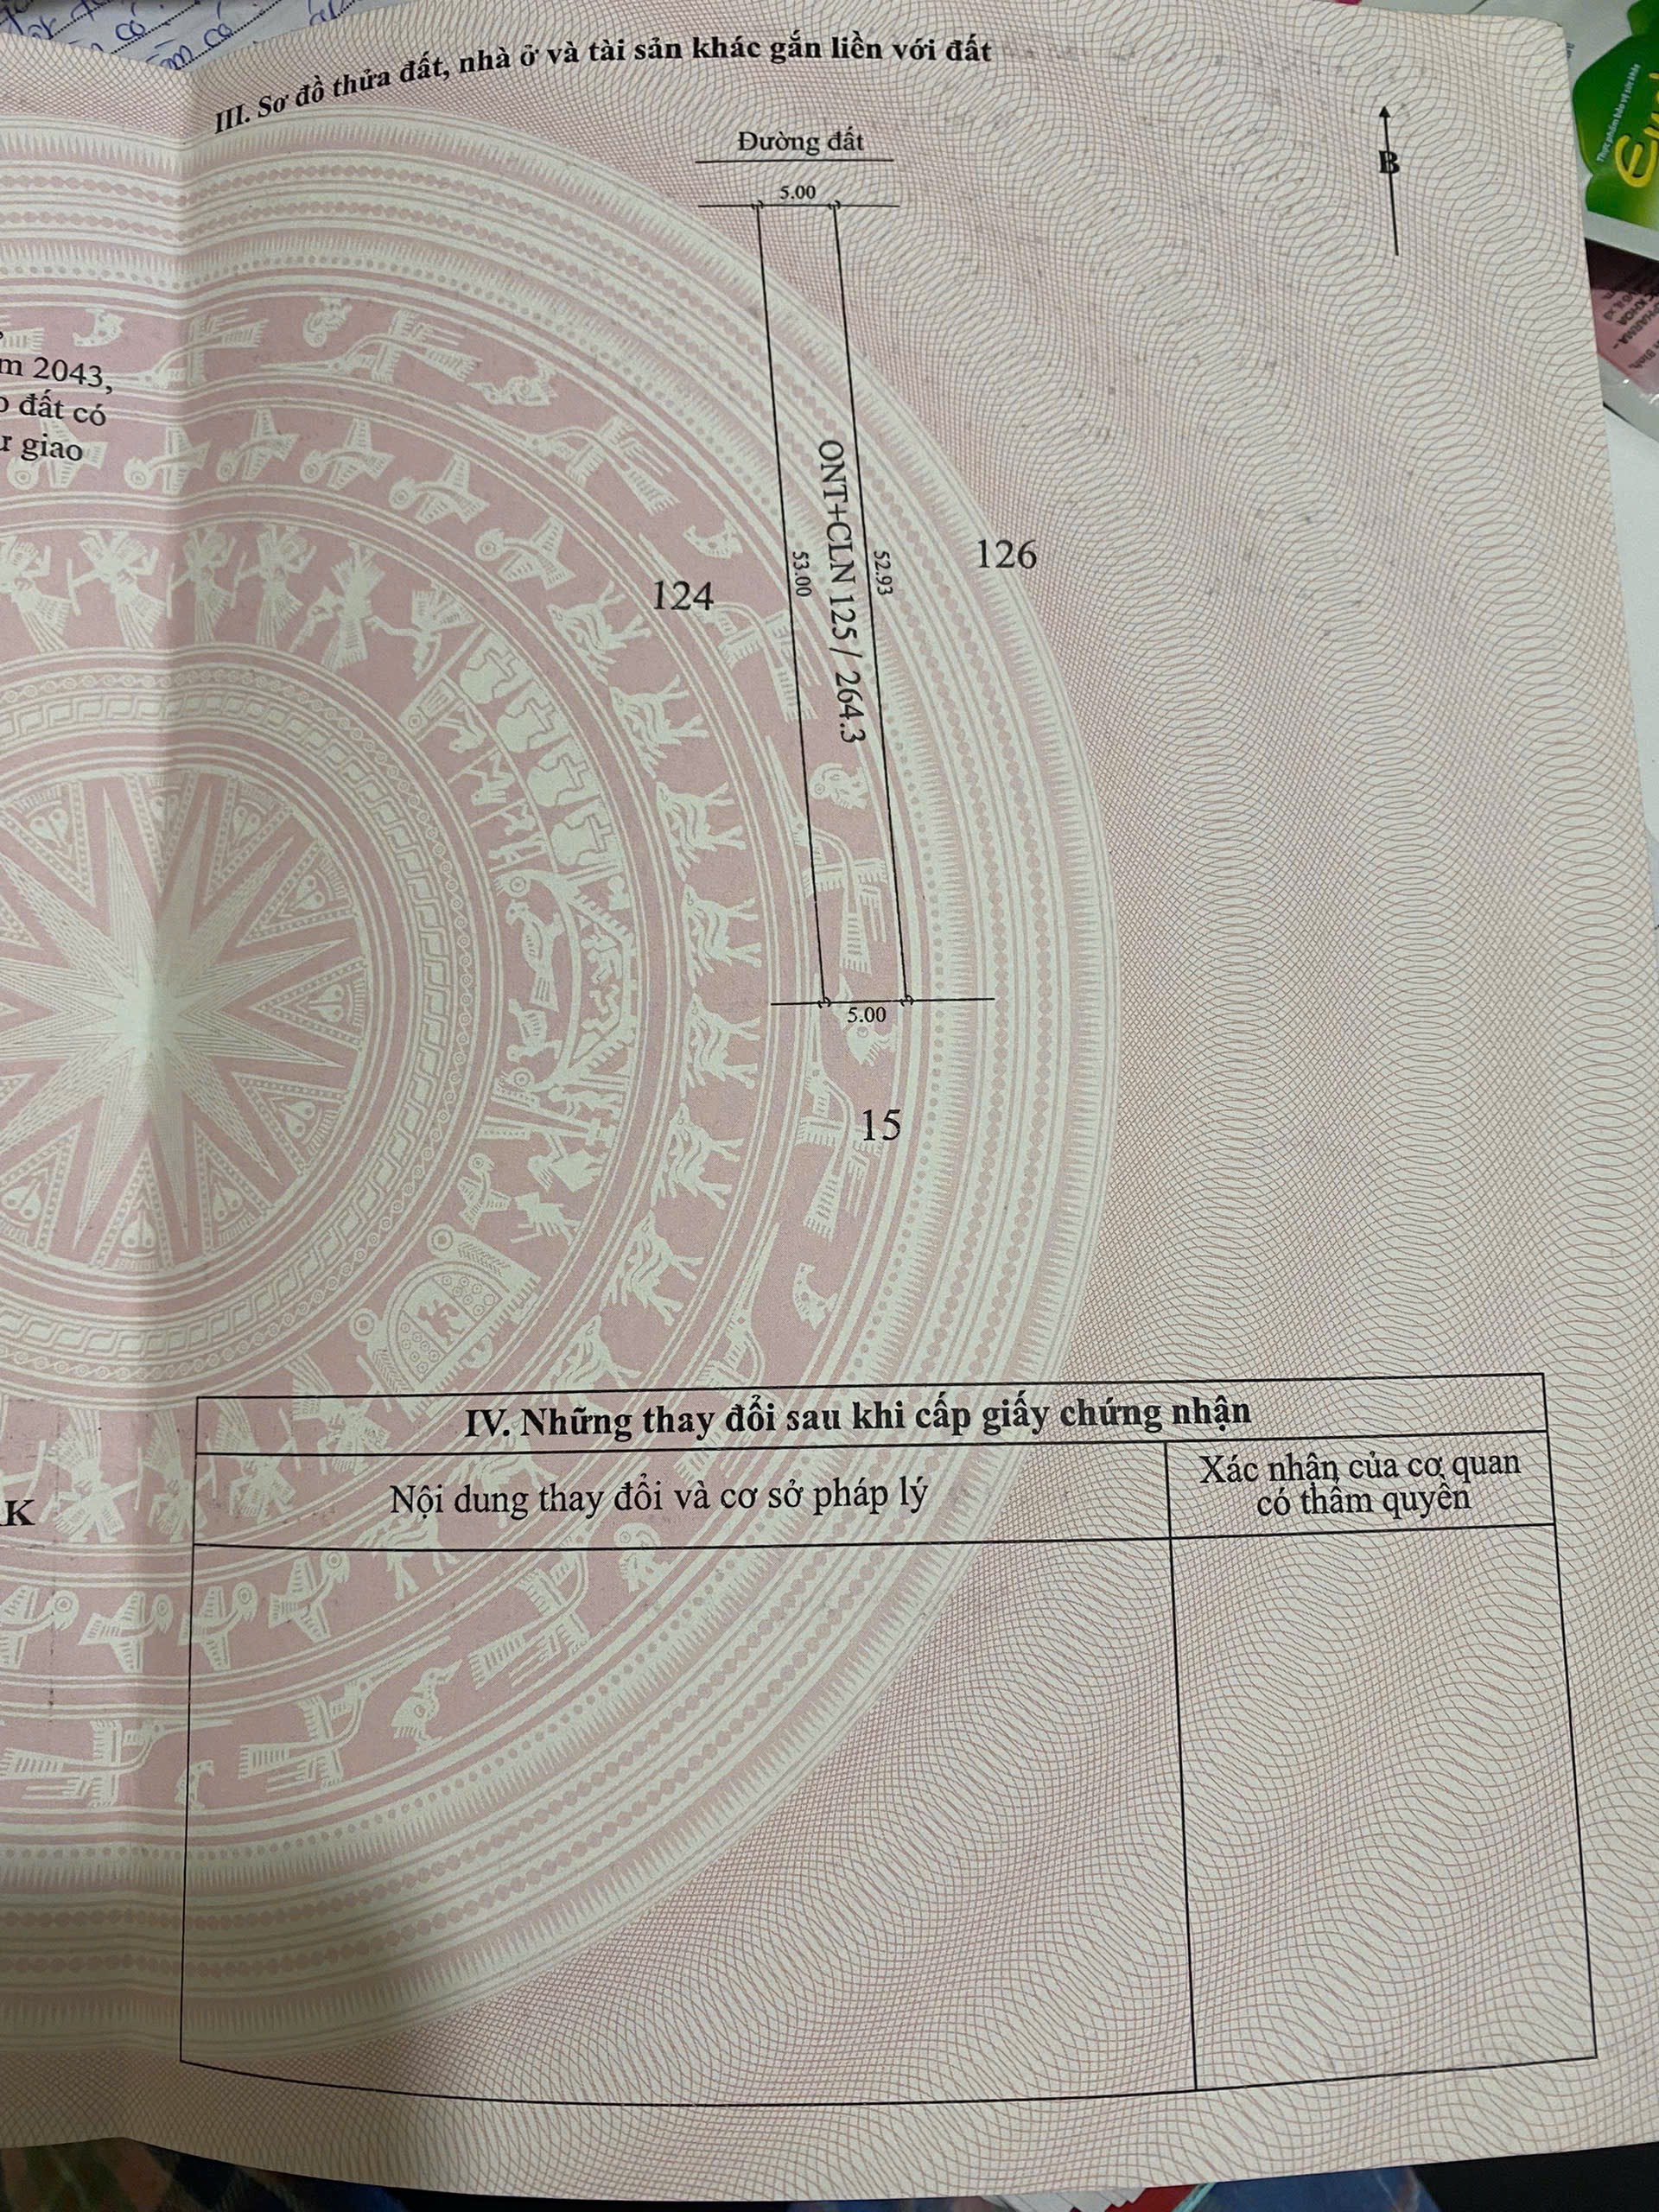 III. Sơ đồ thửa đất, nhà ở và tài sản khác gắn liền với đất
Đường đất
5.00
B
m 2043,
đất có
giao
124
53.00
ONT+CLN 125 / 264.3
52.93
126
5.00
15
K
IV. Những thay đổi sau khi cấp giấy chứng nhận
Nội dung thay đổi và cơ sở pháp lý
Xác nhận của cơ quan
có thẩm quyền